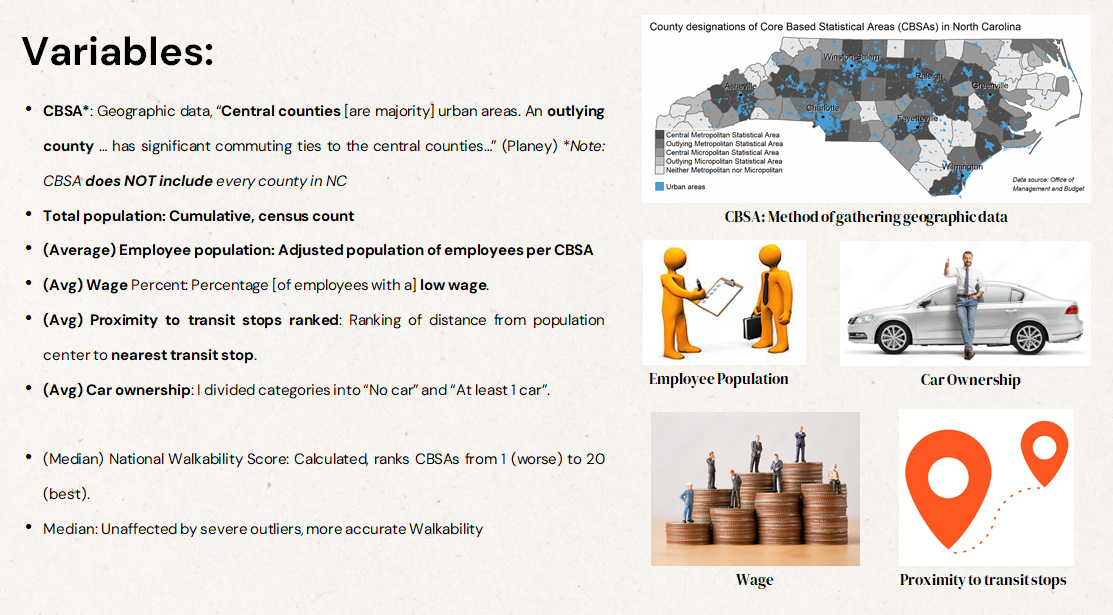 Variables:
• CBSA*: Geographic data, “Central counties [are majority] urban areas. An outlying
county ... has significant commuting ties to the central counties...” (Planey) *Note:
CBSA does NOT include every county in NC
• Total population: Cumulative, census count
• (Average) Employee population: Adjusted population of employees per CBSA
• (Avg) Wage Percent: Percentage [of employees with a] low wage.
• (Avg) Proximity to transit stops ranked: Ranking of distance from population
center to nearest transit stop.
• (Avg) Car ownership: I divided categories into “No car” and “At least 1 car”.
• (Median) National Walkability Score: Calculated, ranks CBSAs from 1 (worse) to 20
(best).
• Median: Unaffected by severe outliers, more accurate Walkability
County designations of Core Based Statistical Areas (CBSAs) in North Carolina
Winston-Salem
Raleigh
Asheville
Greenville
Charlotte
Fayetteville
Wilmington
Central Metropolitan Statistical Area
Outlying Metropolitan Statistical Area
Central Micropolitan Statistical Area
Outlying Micropolitan Statistical Area
Neither Metropolitan nor Micropolitan
Urban areas
Data source: Office of
Management and Budget
CBSA: Method of gathering geographic data
Employee Population
Car Ownership
Wage
Proximity to transit stops